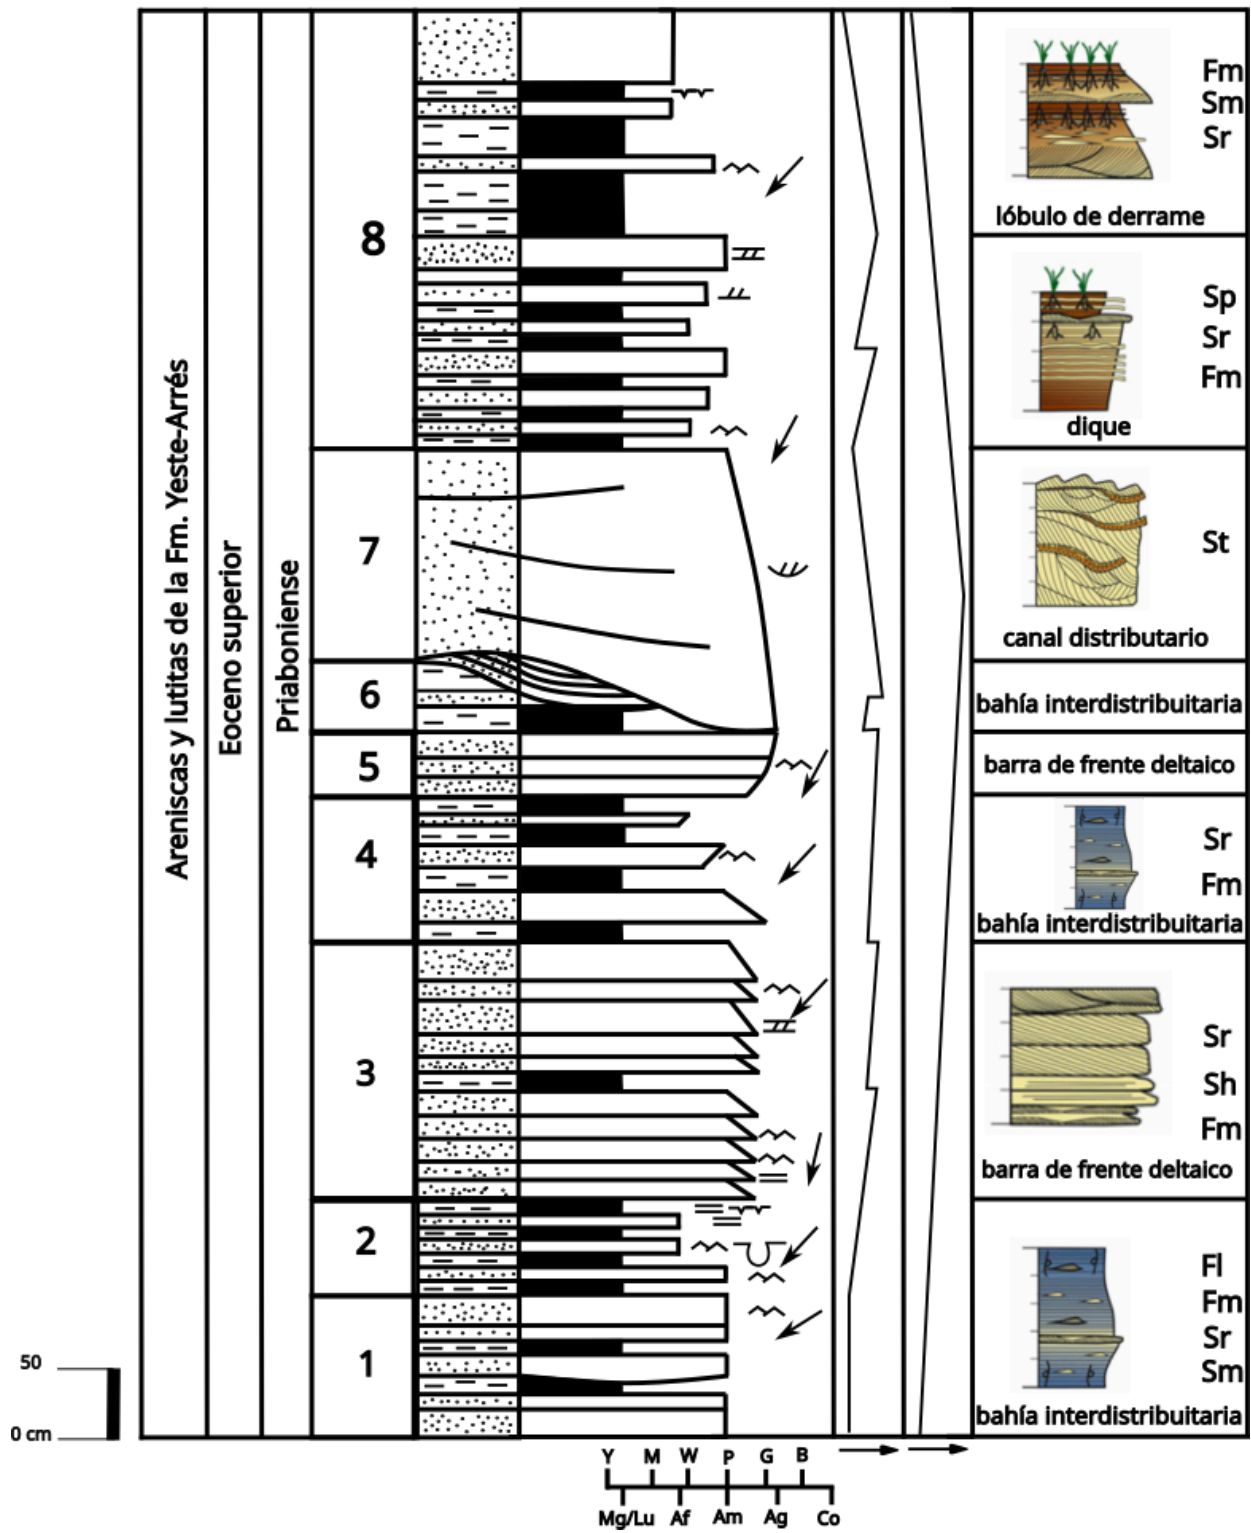 Areniscas y lutitas de la Fm. Yeste-Arrés
Eoceno superior
Priaboniense
8
7
6
5
4
3
2
1
50
0 cm
Fm
Sm
Sr
lóbulo de derrame
Sp
Sr
Fm
dique
St
canal distributario
bahía interdistribuitaria
barra de frente deltaico
Sr
Fm
bahía interdistribuitaria
Sr
Sh
Fm
barra de frente deltaico
Fl
Fm
Sr
Sm
bahía interdistribuitaria
Y M W P G B
Mg/Lu Af Am Ag Co